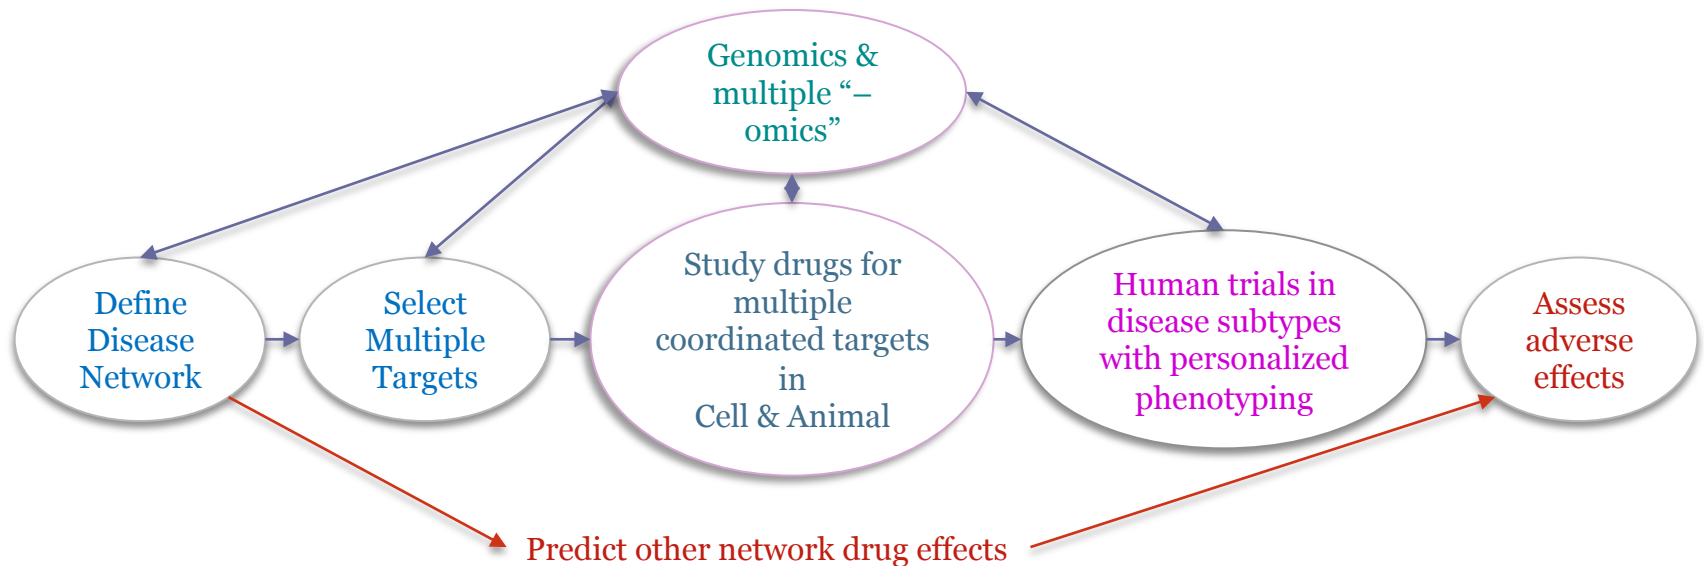 Genomics &
multiple “–
omics”
Define
Disease
Network
Select
Multiple
Targets
Study drugs for
multiple
coordinated targets
in
Cell & Animal
Human trials in
disease subtypes
with personalized
phenotyping
Assess
adverse
effects
Predict other network drug effects